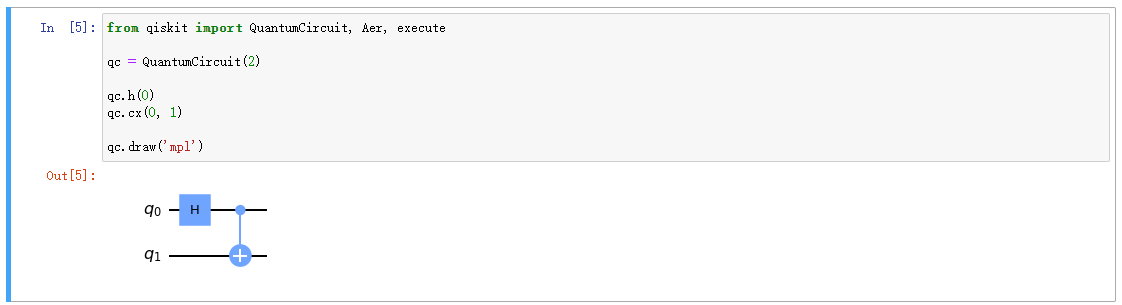 In [5]: from qiskit import QuantumCircuit, Aer, execute
qc = QuantumCircuit(2)
qc.h(0)
qc.cx(0, 1)
qc.draw('mpl')
Out[5]:
q0 H
q1